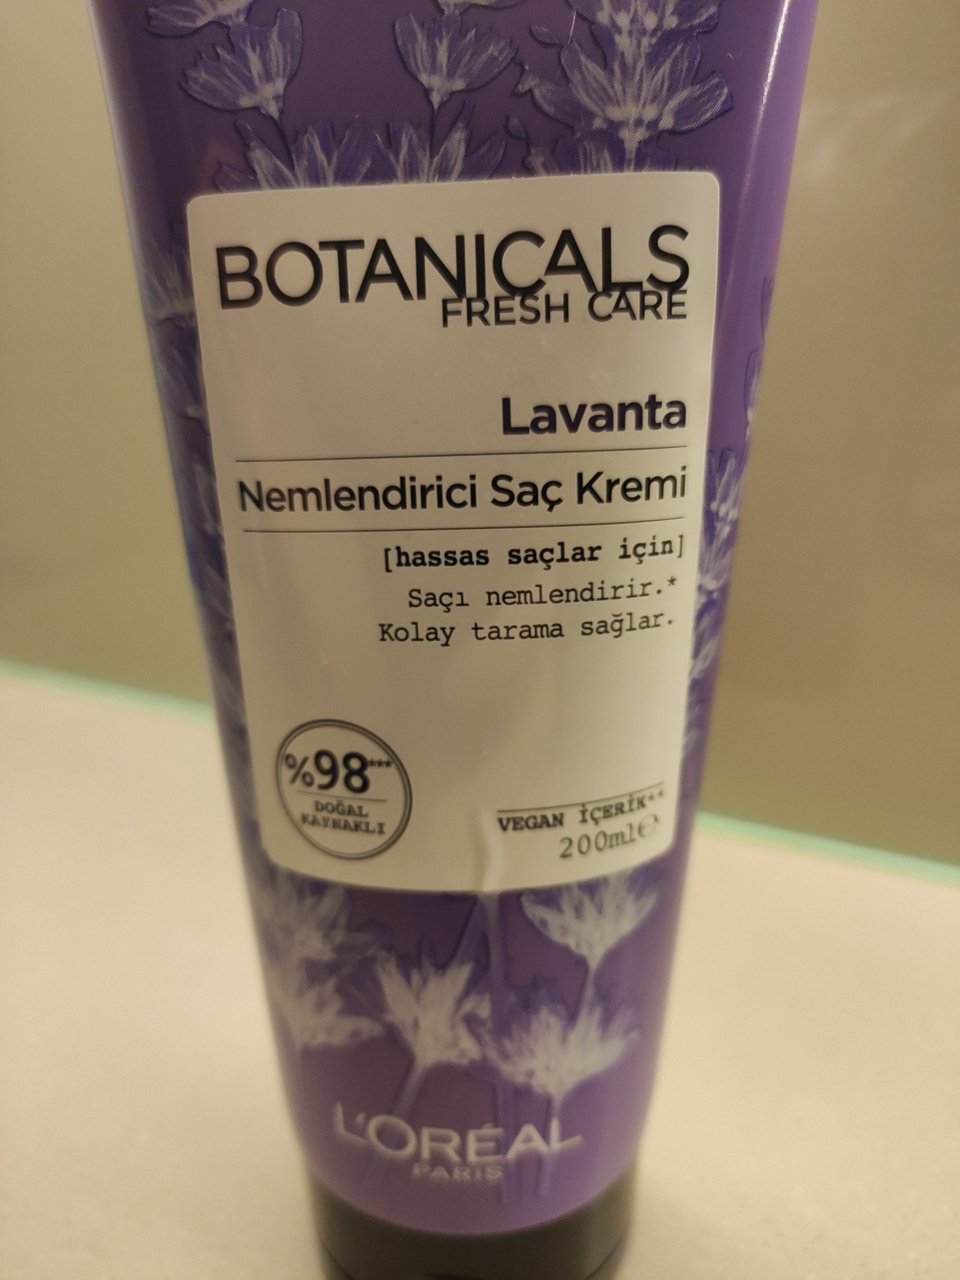 BOTANICALS
FRESH CARE
Lavanta
Nemlendirici Saç Kremi
[hassas saçlar için]
Saçı nemlendirir.*
Kolay tarama sağlar.
%98***
DOĞAL
KAYNAKLI
VEGAN İÇERİK**
200ml℮
L'ORÉAL
PARIS